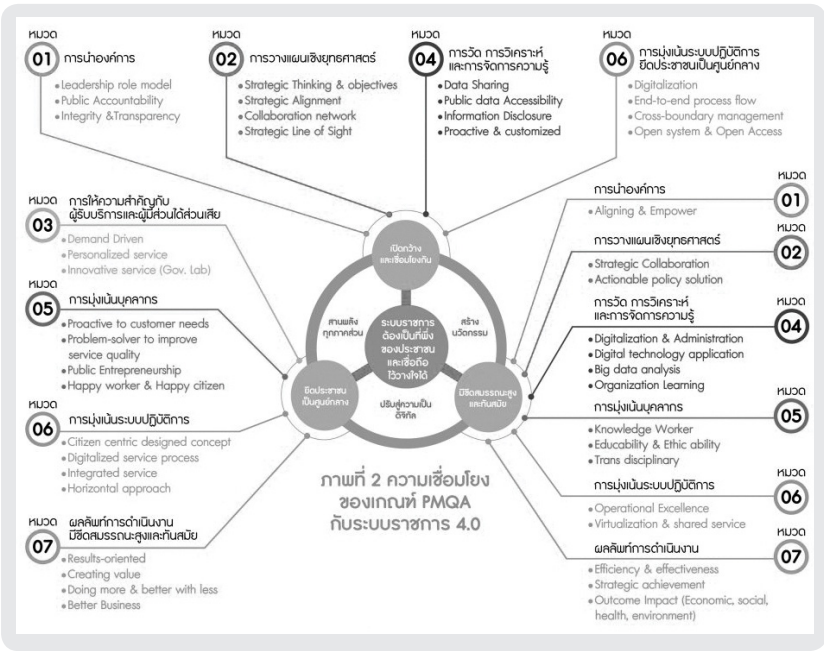 หมวด
01
การนำองค์การ
•Leadership role model
•Public Accountability
•Integrity &Transparency
หมวด
02
การวางแผนเชิงยุทธศาสตร์
•Strategic Thinking & objectives
•Strategic Alignment
•Collaboration network
•Strategic Line of Sight
หมวด
04
การวัด การวิเคราะห์
และการจัดการความรู้
•Data Sharing
•Public data Accessibility
•Information Disclosure
•Proactive & customized
หมวด
06
การมุ่งเน้นระบบปฏิบัติการ
ยึดประชาชนเป็นศูนย์กลาง
•Digitalization
•End-to-end process flow
•Cross-boundary management
•Open system & Open Access
หมวด
03
การให้ความสำคัญกับ
ผู้รับบริการและผู้มีส่วนได้ส่วนเสีย
•Demand Driven
•Personalized service
•Innovative service (Gov. Lab)
หมวด
05
การมุ่งเน้นบุคลากร
•Proactive to customer needs
•Problem-solver to improve
service quality
•Public Entrepreneurship
•Happy worker & Happy citizen
หมวด
06
การมุ่งเน้นระบบปฏิบัติการ
•Citizen centric designed concept
•Digitalized service process
•Integrated service
•Horizontal approach
หมวด
07
ผลลัพท์การดำเนินงาน
มีขีดสมรรถนะสูงและทันสมัย
•Results-oriented
•Creating value
•Doing more & better with less
•Better Business
เปิดกว้าง
และเชื่อมโยงกัน
สานพลัง
ทุกภาคส่วน
สร้าง
นวัตกรรม
ระบบราชการ
ต้องเป็นที่พึ่ง
ของประชาชน
และเชื่อถือ
ไว้วางใจได้
ยึดประชาชน
เป็นศูนย์กลาง
ปรับสู่ความเป็น
ดิจิทัล
มีขีดสมรรถนะสูง
และทันสมัย
ภาพที่ 2 ความเชื่อมโยง
ของเกณฑ์ PMQA
กับระบบราชการ 4.0
หมวด
01
การนำองค์การ
•Aligning & Empower
หมวด
02
การวางแผนเชิงยุทธศาสตร์
•Strategic Collaboration
•Actionable policy solution
หมวด
04
การวัด การวิเคราะห์
และการจัดการความรู้
•Digitalization & Administration
•Digital technology application
•Big data analysis
•Organization Learning
หมวด
05
การมุ่งเน้นบุคลากร
•Knowledge Worker
•Educability & Ethic ability
•Trans disciplinary
หมวด
06
การมุ่งเน้นระบบปฏิบัติการ
•Operational Excellence
•Virtualization & shared service
หมวด
07
ผลลัพท์การดำเนินงาน
•Efficiency & effectiveness
•Strategic achievement
•Outcome Impact (Economic, social,
health, environment)